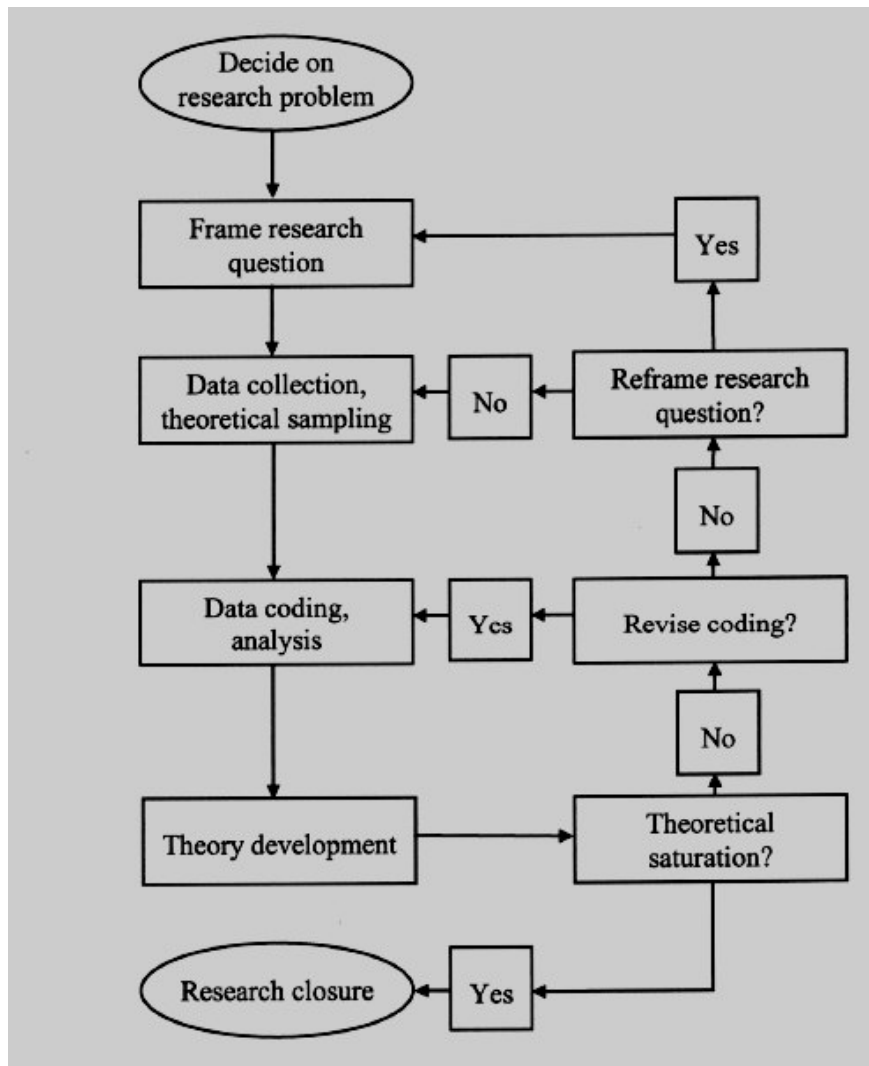 Decide on
research problem
Frame research
question
Yes
Data collection,
theoretical sampling
No
Reframe research
question?
No
Data coding,
analysis
Yes
Revise coding?
No
Theory development
Theoretical
saturation?
Research closure
Yes